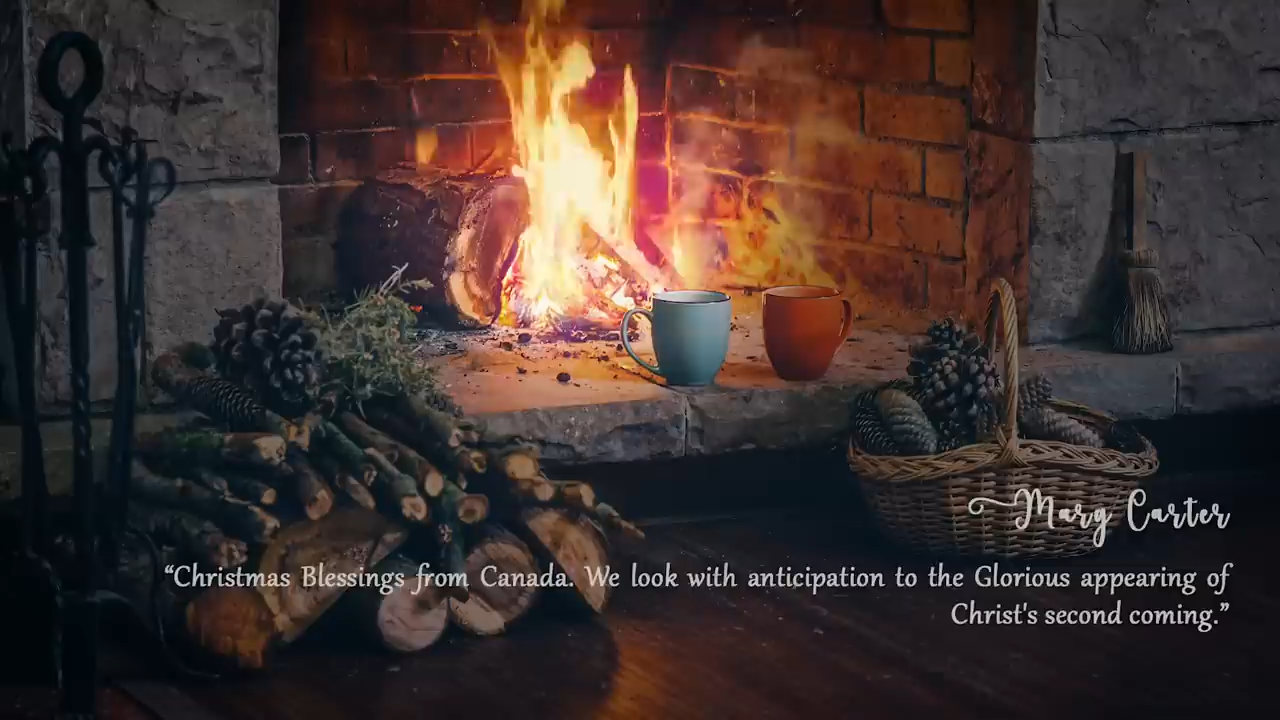 Mary Carter
“Christmas Blessings from Canada. We look with anticipation to the Glorious appearing of
Christ's second coming.”